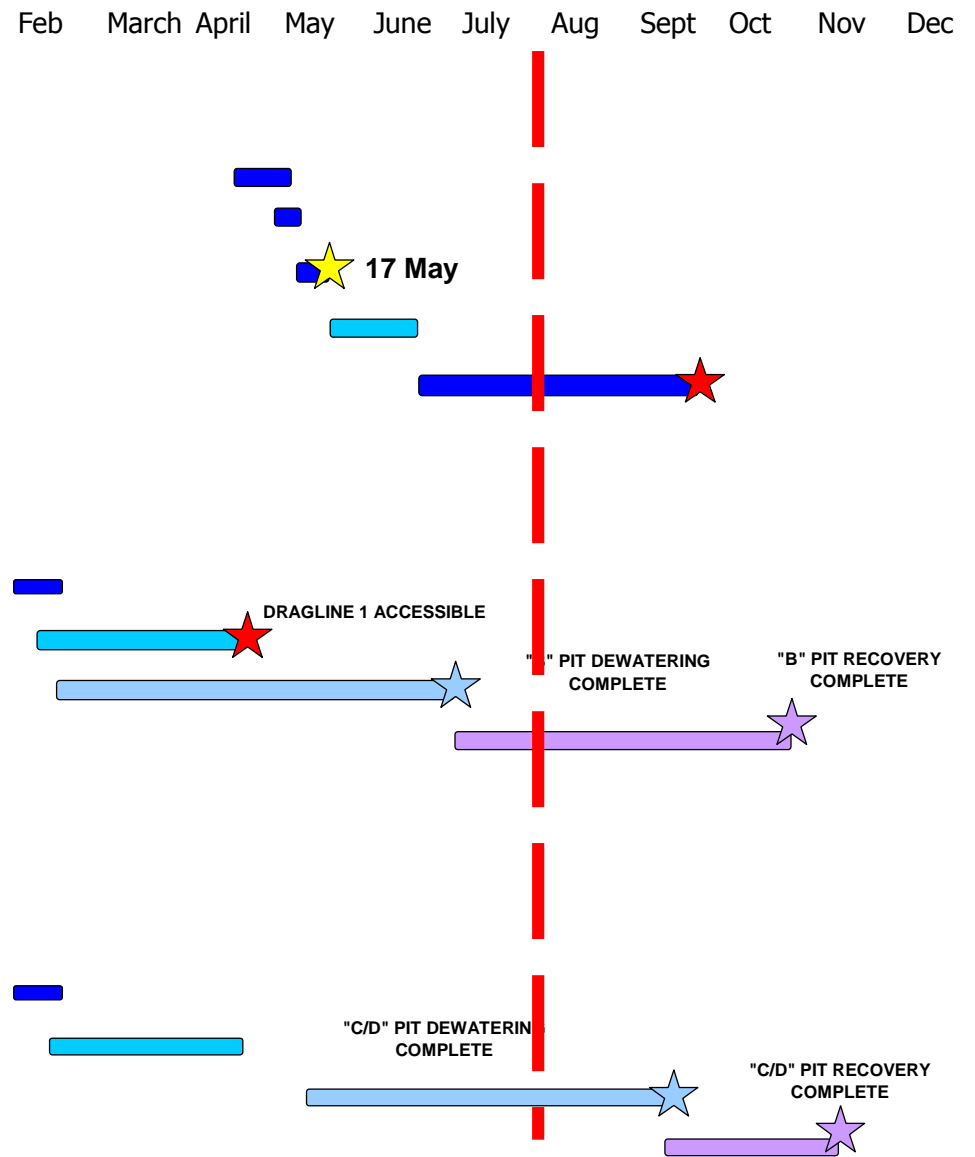 Feb March April May June July Aug Sept Oct Nov Dec
17 May
DRAGLINE 1 ACCESSIBLE
"B" PIT DEWATERING
COMPLETE
"B" PIT RECOVERY
COMPLETE
"C/D" PIT DEWATERING
COMPLETE
"C/D" PIT RECOVERY
COMPLETE